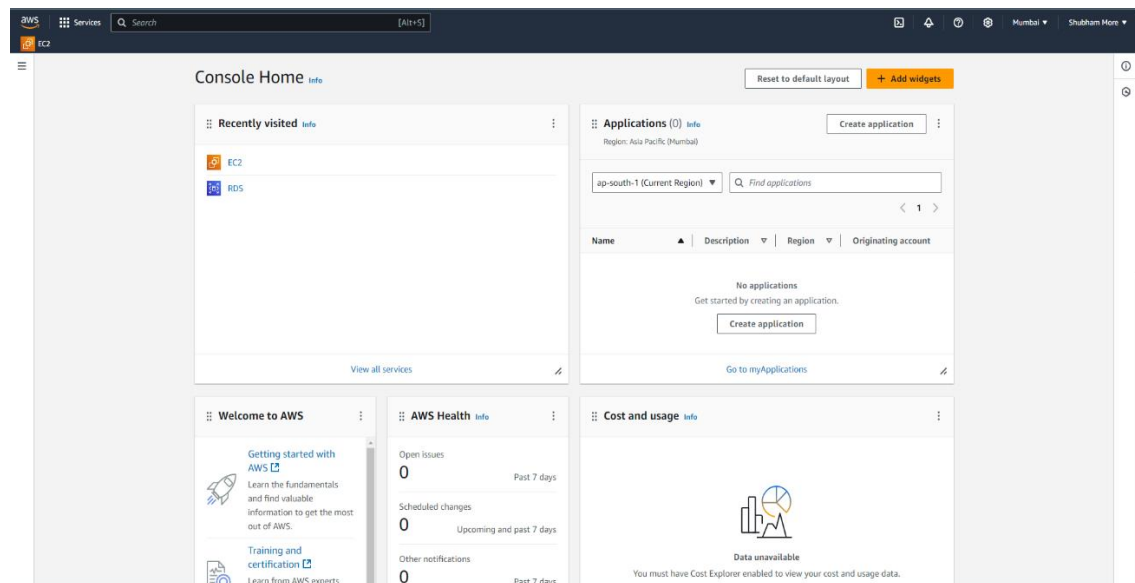 aws Services Search [Alt+S] Mumbai Shubham More
EC2
Console Home Info
Reset to default layout + Add widgets
Recently visited Info
EC2
RDS
View all services
Applications (0) Info
Create application
Region: Asia Pacific (Mumbai)
ap-south-1 (Current Region) Find applications
1
Name Description Region Originating account
No applications
Get started by creating an application.
Create application
Go to myApplications
Welcome to AWS
Getting started with
AWS
Learn the fundamentals
and find valuable
information to get the most
out of AWS.
Training and
certification
Learn from AWS experts
AWS Health Info
Open issues
0 Past 7 days
Scheduled changes
0 Upcoming and past 7 days
Other notifications
0 Past 7 days
Cost and usage Info
Data unavailable
You must have Cost Explorer enabled to view your cost and usage data.